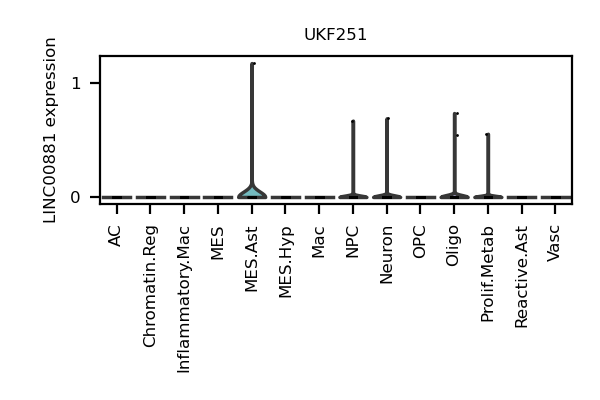 UKF251
LINC00881 expression
1
0
AC
Chromatin.Reg
Inflammatory.Mac
MES
MES.Ast
MES.Hyp
Mac
NPC
Neuron
OPC
Oligo
Prolif.Metab
Reactive.Ast
Vasc